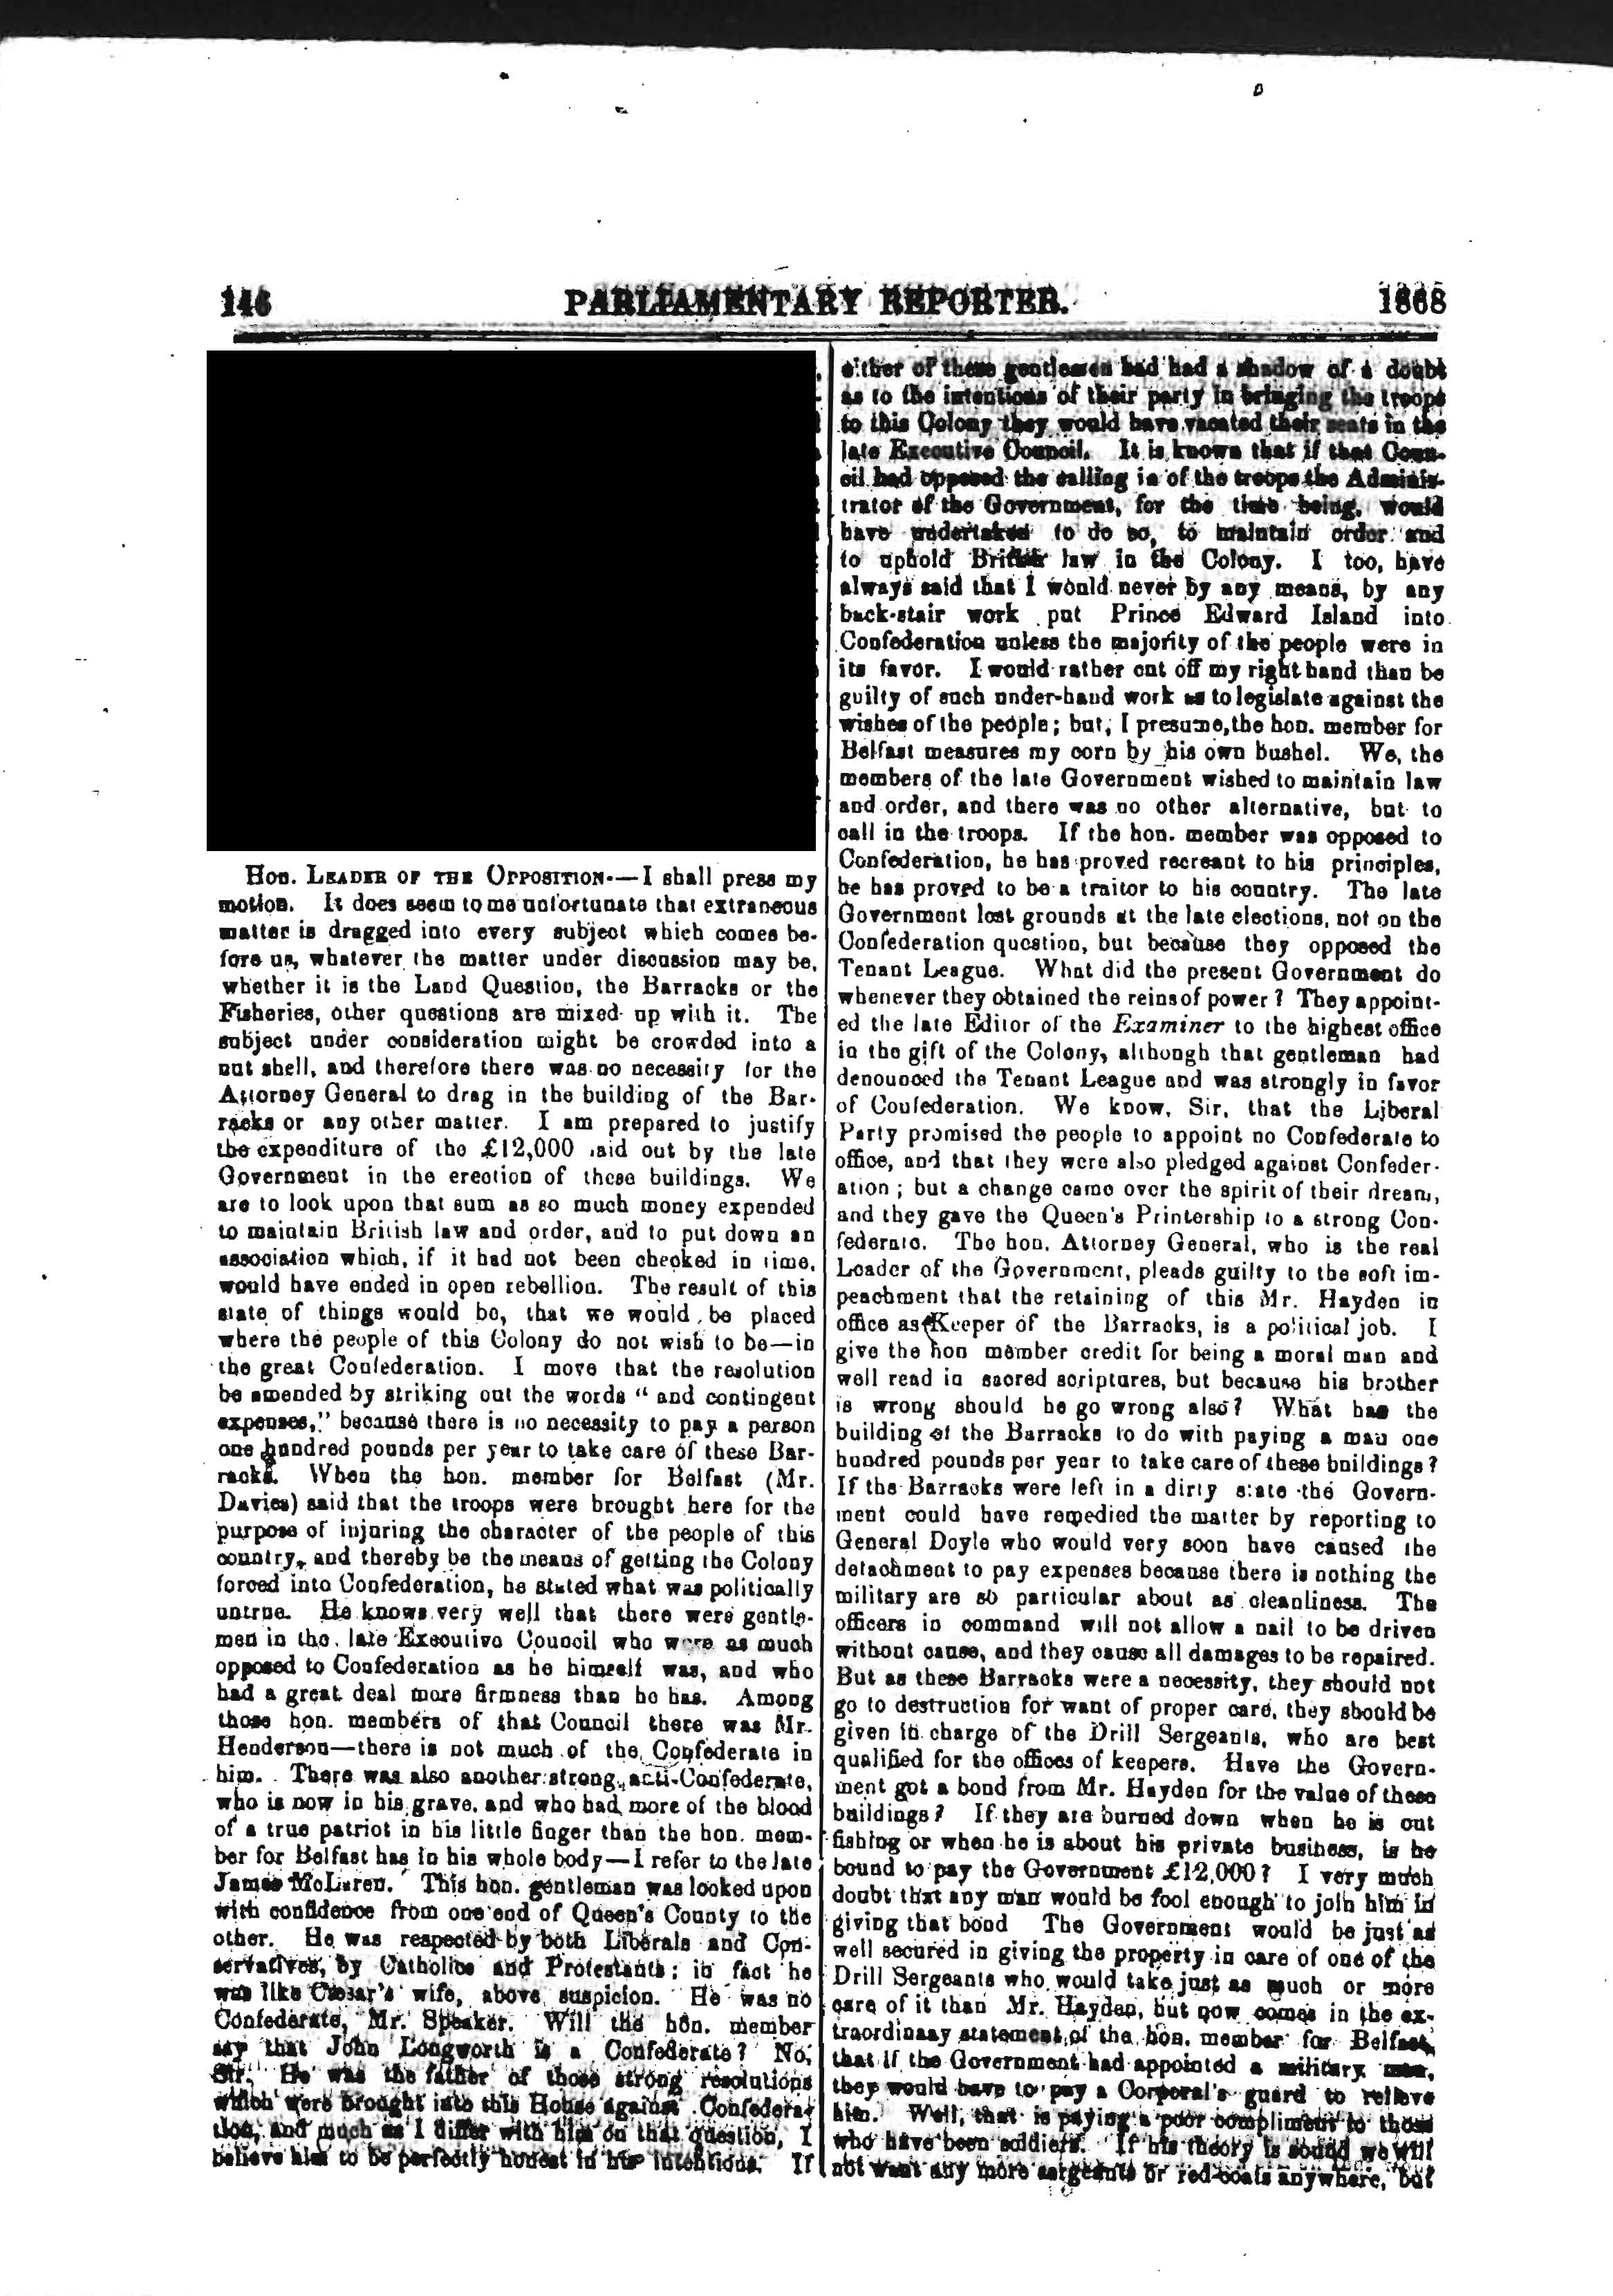 146 PARLIAMENTARY REPORTER. 1868
HON. LEADER OF THE OPPOSITION.—I shall press my
motion. It does seem to me unfortunate that extraneous
matter is dragged into every subject which comes be-
fore us, whatever the matter under discussion may be,
whether it is the Land Question, the Barracks or the
Fisheries, other questions are mixed up with it. The
subject under consideration might be crowded into a
nut shell, and therefore there was no necessity for the
Attorney General to drag in the building of the Bar-
racks or any other matter. I am prepared to justify
the expenditure of the £12,000 laid out by the late
Government in the erection of these buildings. We
are to look upon that sum as so much money expended
to maintain British law and order, and to put down an
association which, if it had not been checked in time,
would have ended in open rebellion. The result of this
state of things would be, that we would be placed
where the people of this Colony do not wish to be—in
the great Confederation. I move that the resolution
be amended by striking out the words "and contingent
expenses," because there is no necessity to pay a person
one hundred pounds per year to take care of these Bar-
racks. When the hon. member for Belfast (Mr.
Davies) said that the troops were brought here for the
purpose of injuring the character of the people of this
country, and thereby be the means of getting the Colony
forced into Confederation, he stated what was politically
untrue. He knows very well that there were gentle-
men in the late Executive Council who were as much
opposed to Confederation as he himself was, and who
had a great deal more firmness than he has. Among
those hon. members of that Council there was Mr.
Henderson—there is not much of the Confederate in
him. There was also another strong anti-Confederate,
who is now in his grave, and who had more of the blood
of a true patriot in his little finger than the hon. mem-
ber for Belfast has in his whole body—I refer to the late
James McLaren. This hon. gentleman was looked upon
with confidence from one end of Queen's County to the
other. He was respected by both Liberals and Con-
servatives, by Catholics and Protestants; in fact he
was like Cæsar's wife, above suspicion. He was no
Confederate, Mr. Speaker. Will the hon. member
say that John Longworth is a Confederate? No,
Sir. He was the father of those strong resolutions
which were brought into this House against Confedera-
tion, and much as I differ with him on that question, I
believe him to be perfectly honest in his intentions. If
either of these gentlemen had had a shadow of a doubt
as to the intentions of their party in bringing the troops
to this Colony they would have vacated their seats in the
late Executive Council. It is known that if that Coun-
cil had opposed the calling in of the troops the Adminis-
trator of the Government, for the time being, would
have undertaken to do so, to maintain order and
to uphold British law in the Colony. I too, have
always said that I would never by any means, by any
back-stair work put Prince Edward Island into
Confederation unless the majority of the people were in
its favor. I would rather cut off my right hand than be
guilty of such under-hand work as to legislate against the
wishes of the people; but, I presume, the hon. member for
Belfast measures my corn by his own bushel. We, the
members of the late Government wished to maintain law
and order, and there was no other alternative, but to
call in the troops. If the hon. member was opposed to
Confederation, he has proved recreant to his principles,
he has proved to be a traitor to his country. The late
Government lost grounds at the late elections, not on the
Confederation question, but because they opposed the
Tenant League. What did the present Government do
whenever they obtained the reins of power? They appoint-
ed the late Editor of the Examiner to the highest office
in the gift of the Colony, although that gentleman had
denounced the Tenant League and was strongly in favor
of Confederation. We know, Sir, that the Liberal
Party promised the people to appoint no Confederate to
office, and that they were also pledged against Confeder-
ation; but a change came over the spirit of their dream,
and they gave the Queen's Printership to a strong Con-
federate. The hon. Attorney General, who is the real
Leader of the Government, pleads guilty to the soft im-
peachment that the retaining of this Mr. Hayden in
office as Keeper of the Barracks, is a political job. I
give the hon member credit for being a moral man and
well read in sacred scriptures, but because his brother
is wrong should he go wrong also? What has the
building of the Barracks to do with paying a man one
hundred pounds per year to take care of these buildings?
If the Barracks were left in a dirty state the Govern-
ment could have remedied the matter by reporting to
General Doyle who would very soon have caused the
detachment to pay expenses because there is nothing the
military are so particular about as cleanliness. The
officers in command will not allow a nail to be driven
without cause, and they cause all damages to be repaired.
But as these Barracks were a necessity, they should not
go to destruction for want of proper care, they should be
given in charge of the Drill Sergeants, who are best
qualified for the offices of keepers. Have the Govern-
ment got a bond from Mr. Hayden for the value of these
buildings? If they are burned down when he is out
fishing or when he is about his private business, is he
bound to pay the Government £12,000? I very much
doubt that any man would be fool enough to join him in
giving that bond The Government would be just as
well secured in giving the property in care of one of the
Drill Sergeants who would take just as much or more
care of it than Mr. Hayden, but now comes in the ex-
traordinary statement of the hon. member for Belfast,
that if the Government had appointed a military man,
they would have to pay a Corporal's guard to relieve
him. Well, that is paying a poor compliment to those
who have been soldiers. If his theory is sound we will
not want any more sergeants or red-coats anywhere, but